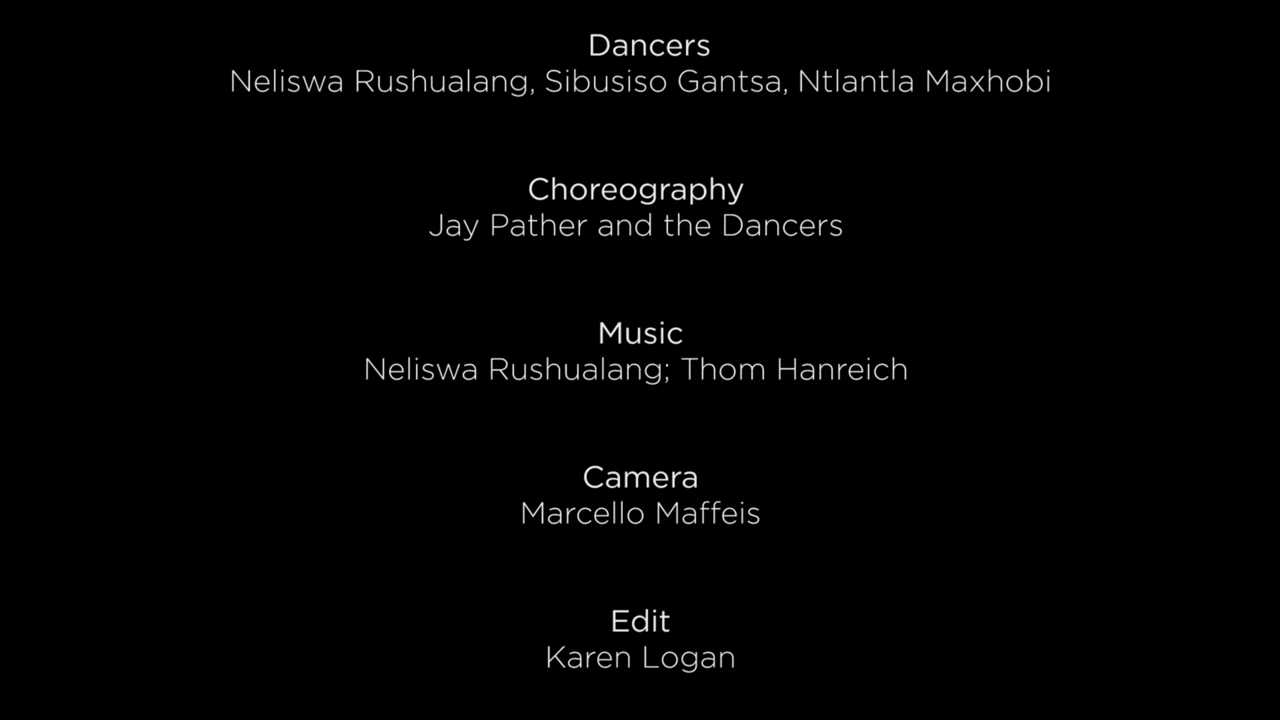 Dancers
Neliswa Rushualang, Sibusiso Gantsa, Ntlantla Maxhobi
Choreography
Jay Pather and the Dancers
Music
Neliswa Rushualang; Thom Hanreich
Camera
Marcello Maffeis
Edit
Karen Logan